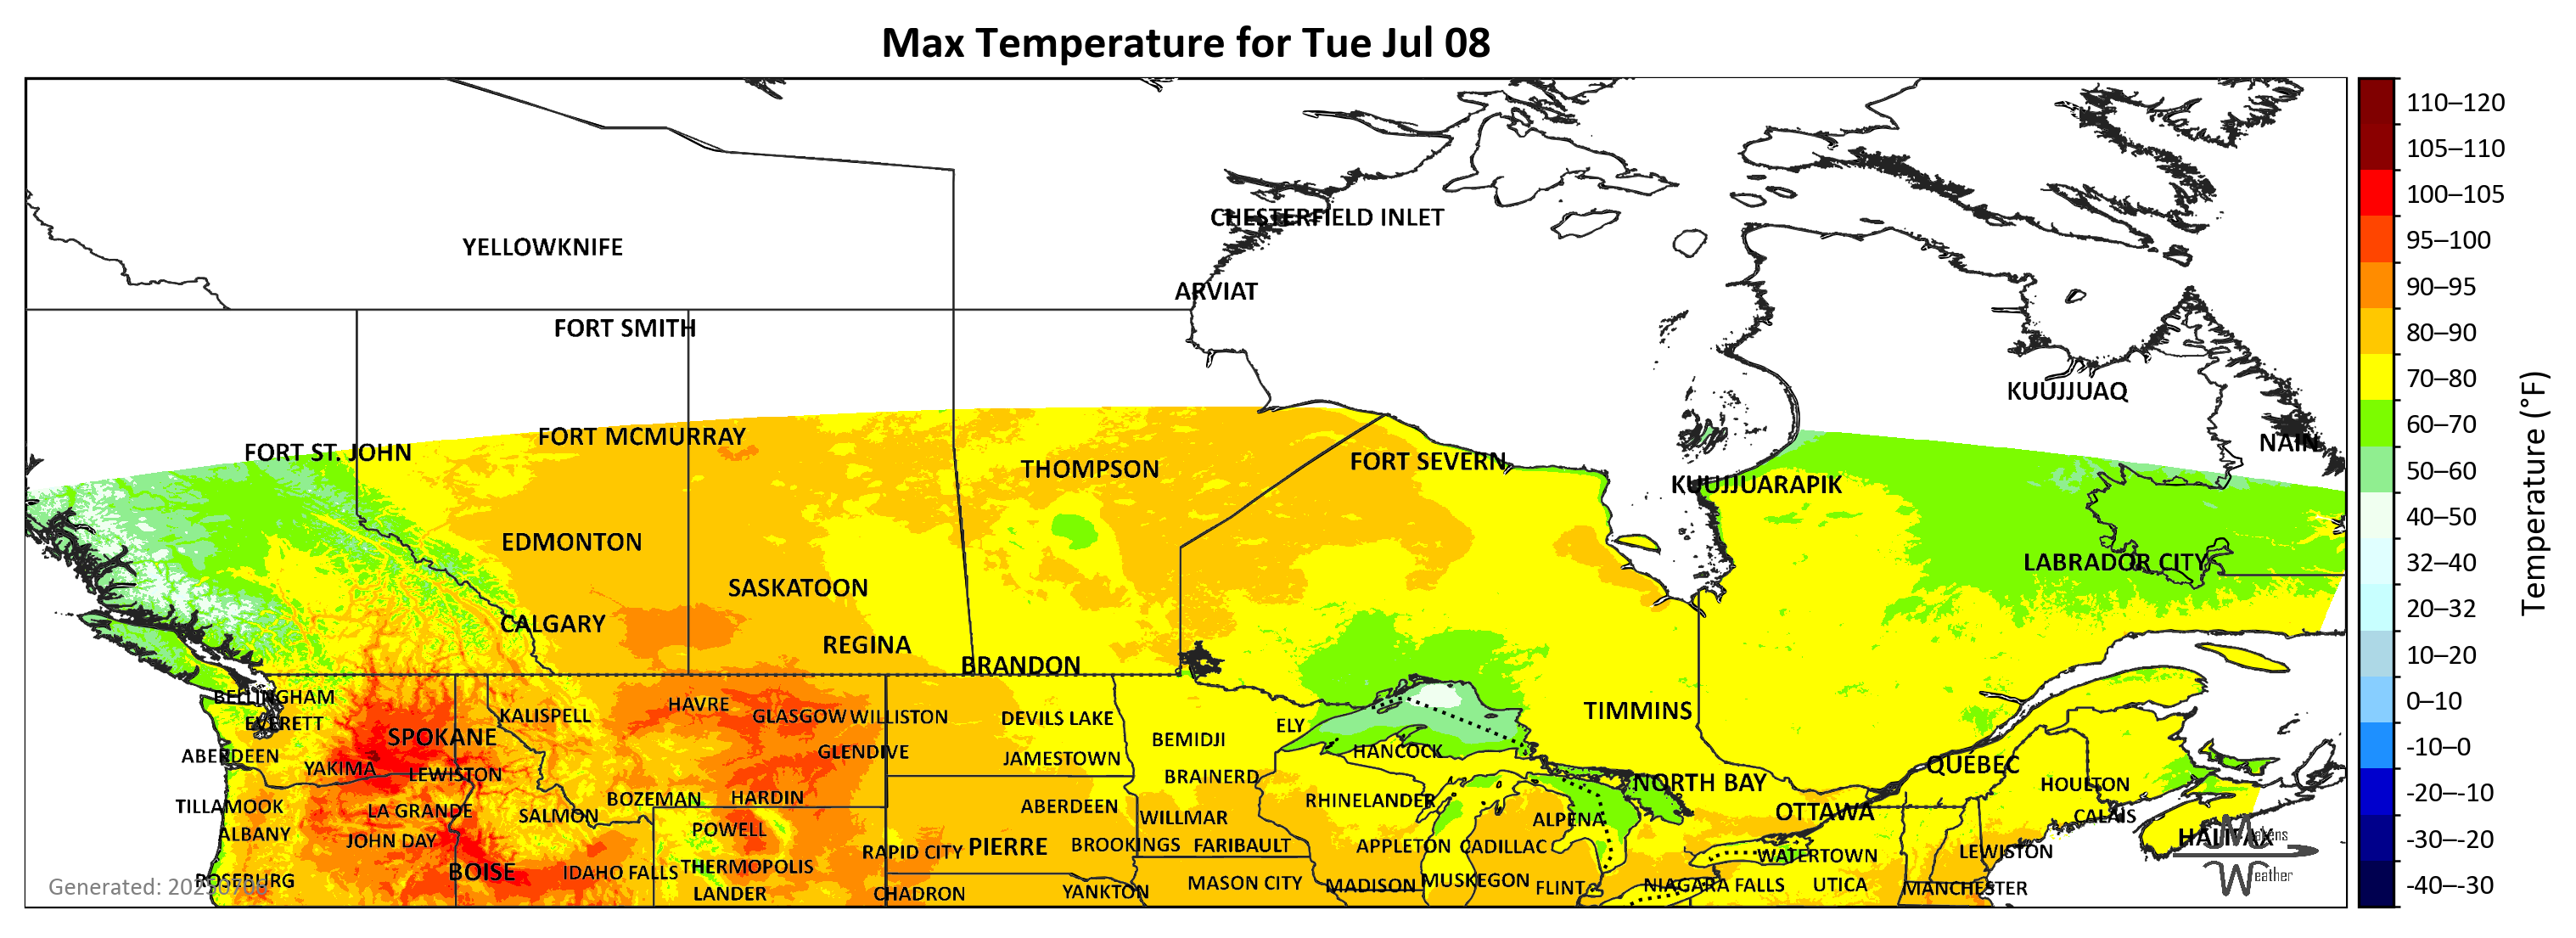 Max Temperature for Tue Jul 08
CHESTERFIELD INLET
YELLOWKNIFE
ARVIAT
FORT SMITH
KUUJJUAQ
FORT MCMURRAY
NAIN
FORT ST. JOHN
FORT SEVERN
THOMPSON
KUUJJUARAPIK
EDMONTON
LABRADOR CITY
SASKATOON
CALGARY
REGINA
BRANDON
BELLINGHAM
HAVRE
TIMMINS
KALISPELL
GLASGOW
WILLISTON
DEVILS LAKE
EVERETT
ELY
SPOKANE
BEMIDJI
HANCOCK
GLENDIVE
ABERDEEN
JAMESTOWN
QUÉBEC
YAKIMA
LEWISTON
BRAINERD
NORTH BAY
HOULTON
BOZEMAN
HARDIN
RHINELANDER
TILLAMOOK
ABERDEEN
LA GRANDE
OTTAWA
SALMON
CALAIS
WILLMAR
ALPENA
POWELL
ALBANY
HALIFAX
JOHN DAY
PIERRE
BROOKINGS
FARIBAULT
APPLETON
CADILLAC
RAPID CITY
LEWISTON
WATERTOWN
THERMOPOLIS
BOISE
IDAHO FALLS
ROSEBURG
MUSKEGON
MASON CITY
MADISON
FLINT
NIAGARA FALLS
UTICA
MANCHESTER
LANDER
CHADRON
YANKTON
Makens
Weather
110–120
105–110
100–105
95–100
90–95
80–90
70–80
60–70
50–60
40–50
32–40
20–32
10–20
0–10
-10–0
-20–-10
-30–-20
-40–-30
Temperature (°F)